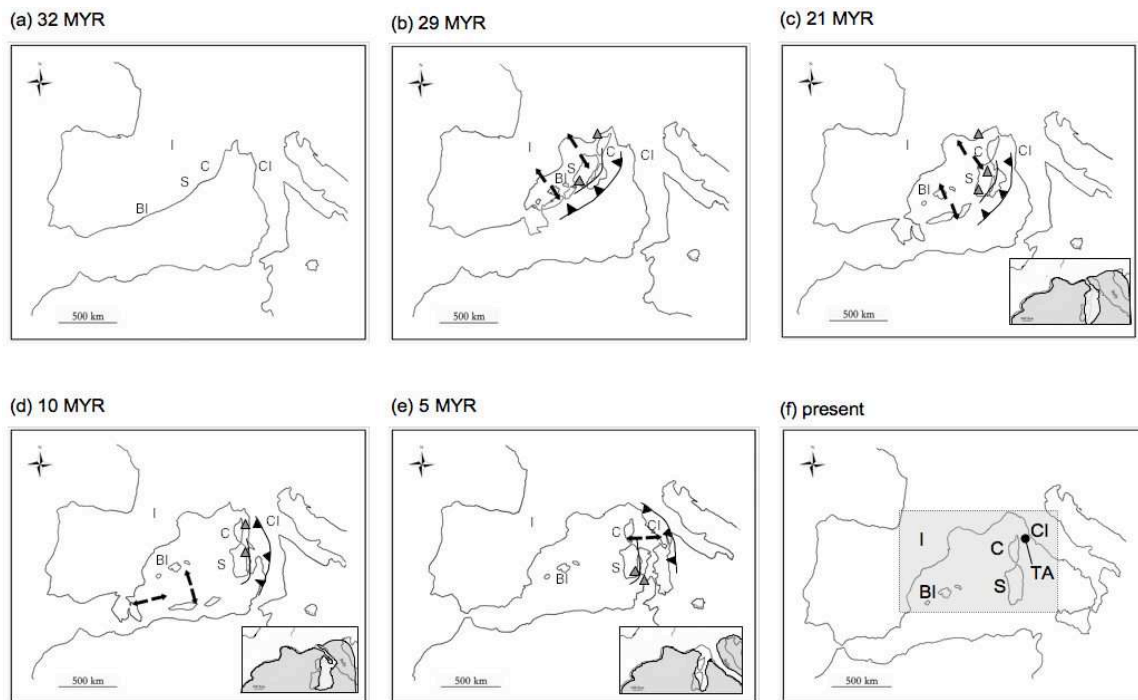 (a) 32 MYR
I
C
S
CI
BI
500 km
(b) 29 MYR
I
C
CI
S
BI
500 km
(c) 21 MYR
I
C
CI
S
BI
500 km
(d) 10 MYR
I
C
CI
BI
S
500 km
(e) 5 MYR
I
C
CI
S
BI
500 km
(f) present
I
CI
C
TA
S
BI
500 km